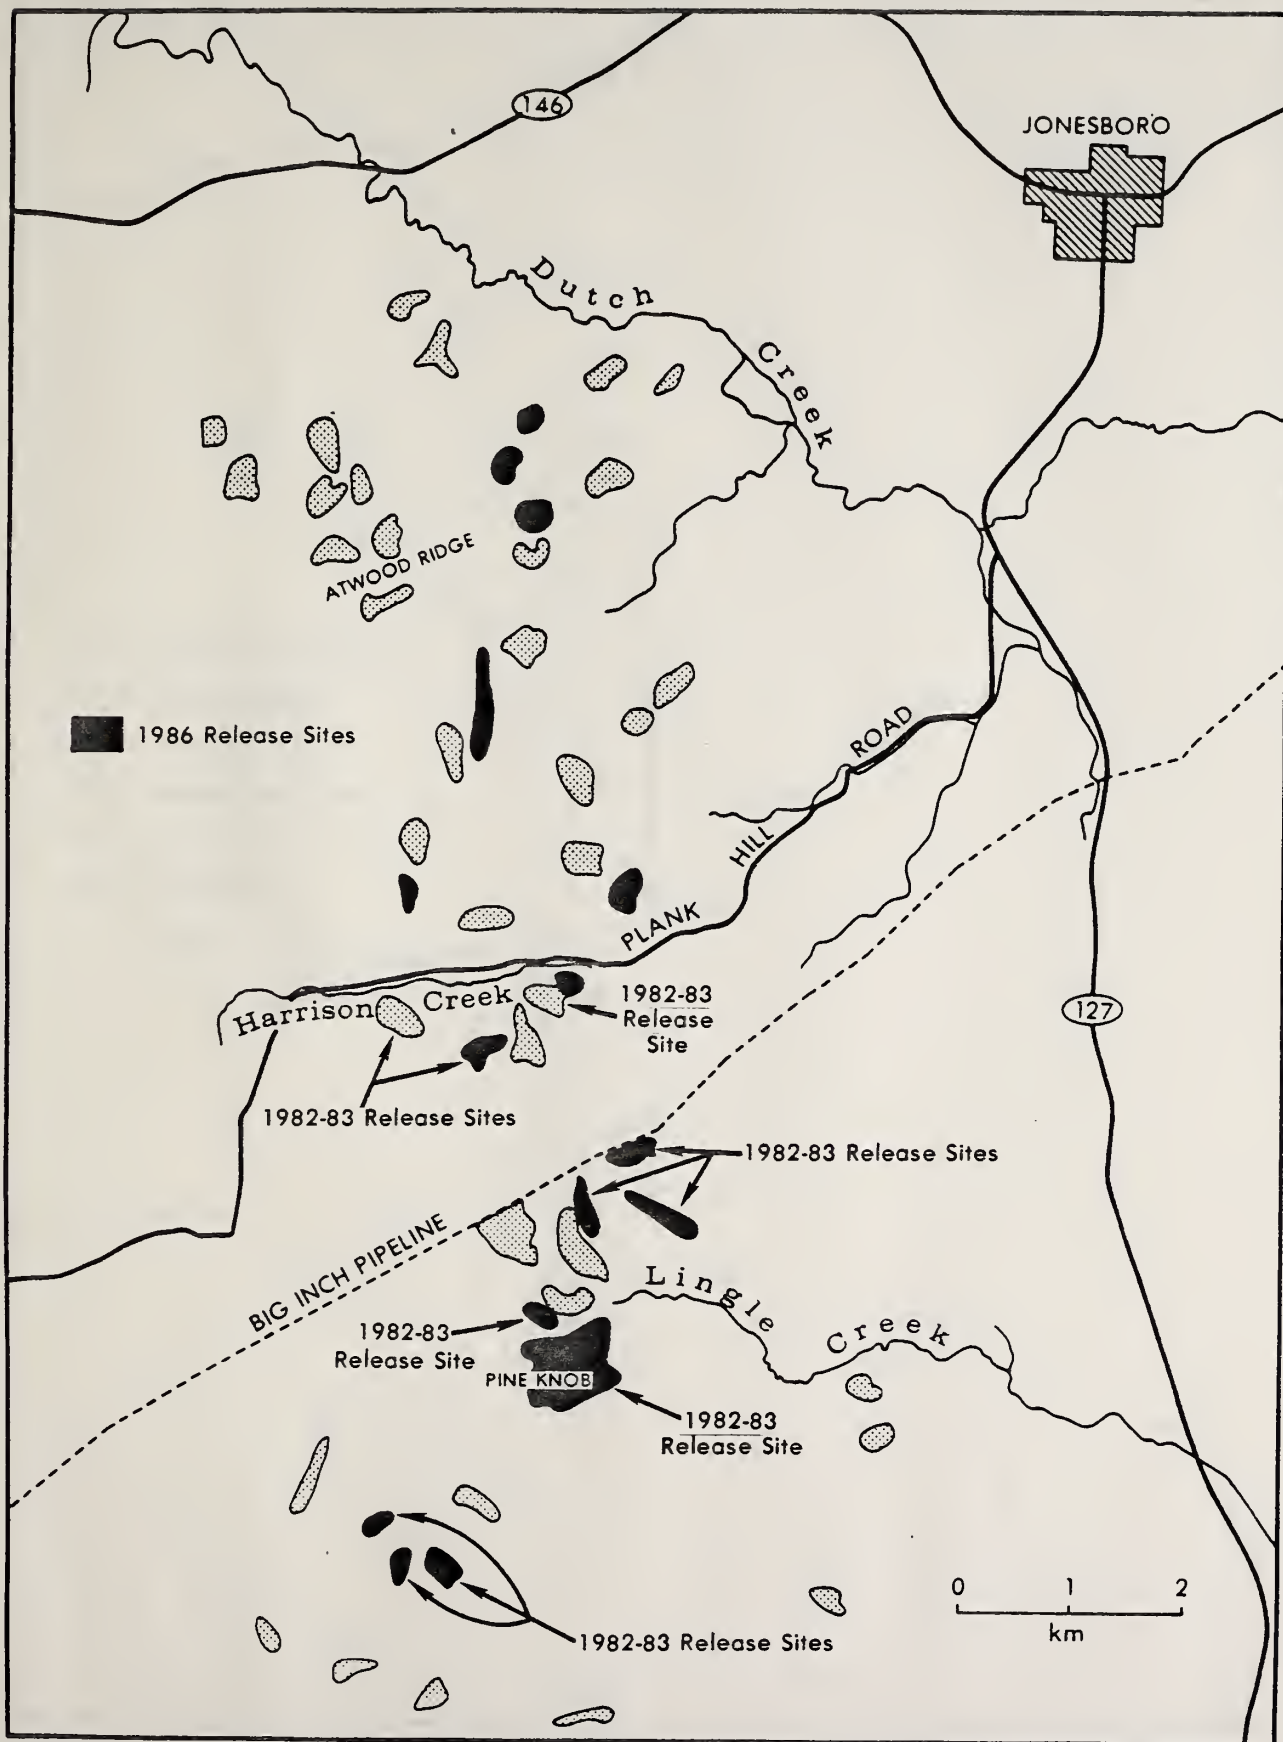 146
JONESBORO
Dutch
Creek
ATWOOD RIDGE
1986 Release Sites
PLANK HILL ROAD
Harrison Creek
1982-83
Release
Site
127
1982-83 Release Sites
1982-83 Release Sites
BIG INCH PIPELINE
Lingle Creek
1982-83
Release Site
PINE KNOB
1982-83
Release Site
0 1 2
km
1982-83 Release Sites